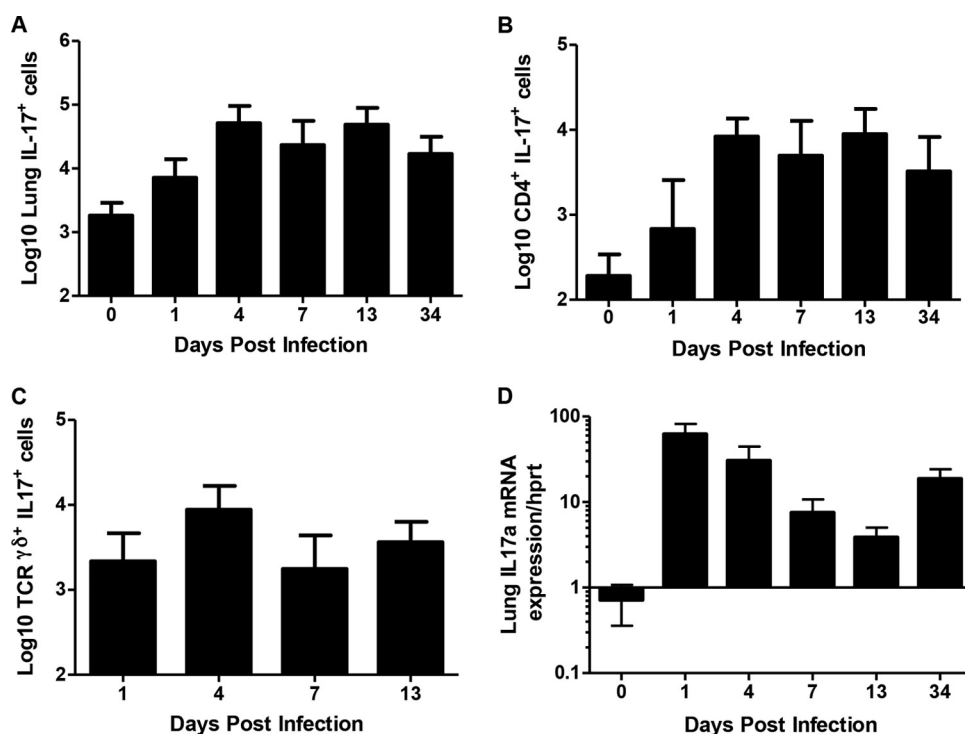 A
Log10 Lung IL-17+ cells
6
5
4
3
2
0 1 4 7 13 34
Days Post Infection
B
Log10 CD4+ IL-17+ cells
5
4
3
2
0 1 4 7 13 34
Days Post Infection
C
Log10 TCR γδ+ IL17+ cells
5
4
3
2
1 4 7 13
Days Post Infection
D
Lung IL17a mRNA
expression/hprt
100
10
1
0.1
0 1 4 7 13 34
Days Post Infection